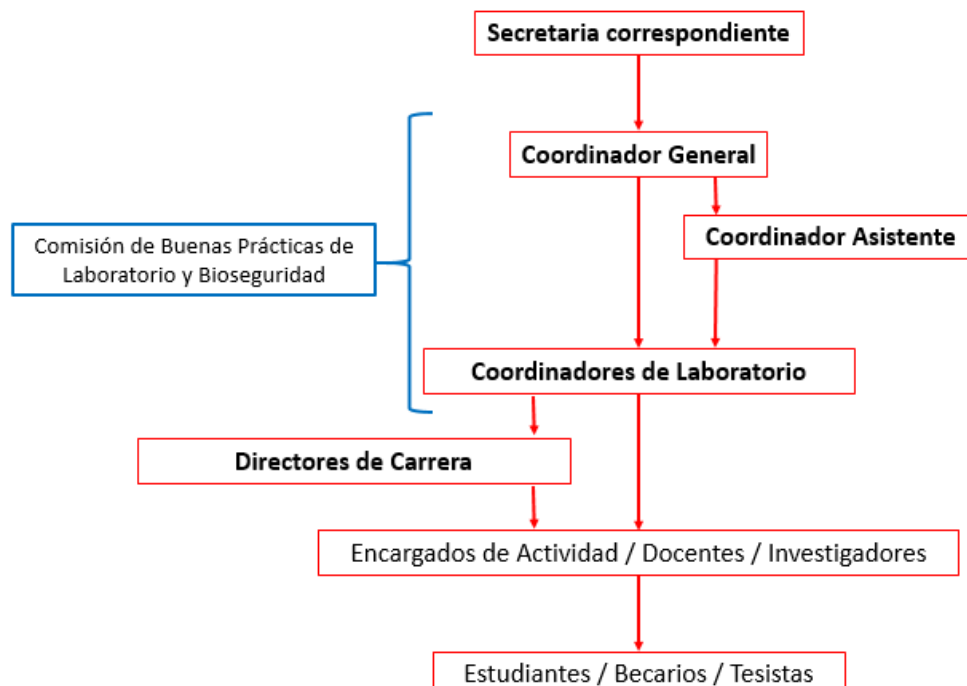 Secretaria correspondiente
Coordinador General
Coordinador Asistente
Comisión de Buenas Prácticas de
Laboratorio y Bioseguridad
Coordinadores de Laboratorio
Directores de Carrera
Encargados de Actividad / Docentes / Investigadores
Estudiantes / Becarios / Tesistas